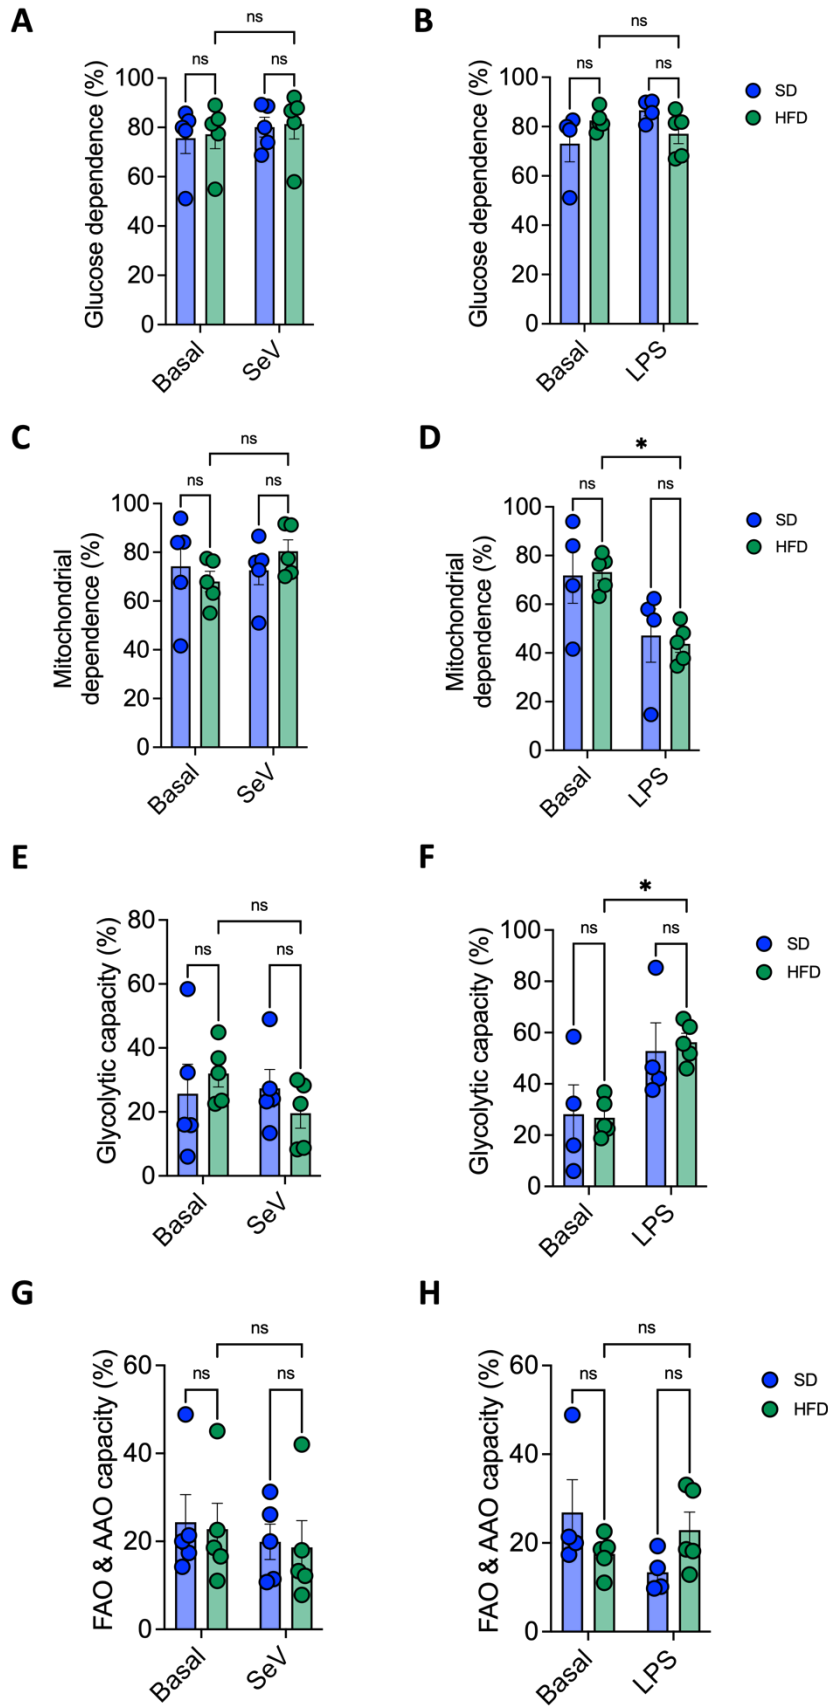 A
ns
ns
ns
Glucose dependence (%)
100
80
60
40
20
0
Basal
SeV
B
ns
ns
ns
Glucose dependence (%)
100
80
60
40
20
0
Basal
LPS
SD
HFD
C
ns
ns
ns
Mitochondrial
dependence (%)
100
80
60
40
20
0
Basal
SeV
D
*
ns
ns
Mitochondrial
dependence (%)
100
80
60
40
20
0
Basal
LPS
SD
HFD
E
ns
ns
ns
Glycolytic capacity (%)
80
60
40
20
0
Basal
SeV
F
*
ns
ns
Glycolytic capacity (%)
100
80
60
40
20
0
Basal
LPS
SD
HFD
G
ns
ns
ns
FAO & AAO capacity (%)
60
40
20
0
Basal
SeV
H
ns
ns
ns
FAO & AAO capacity (%)
60
40
20
0
Basal
LPS
SD
HFD